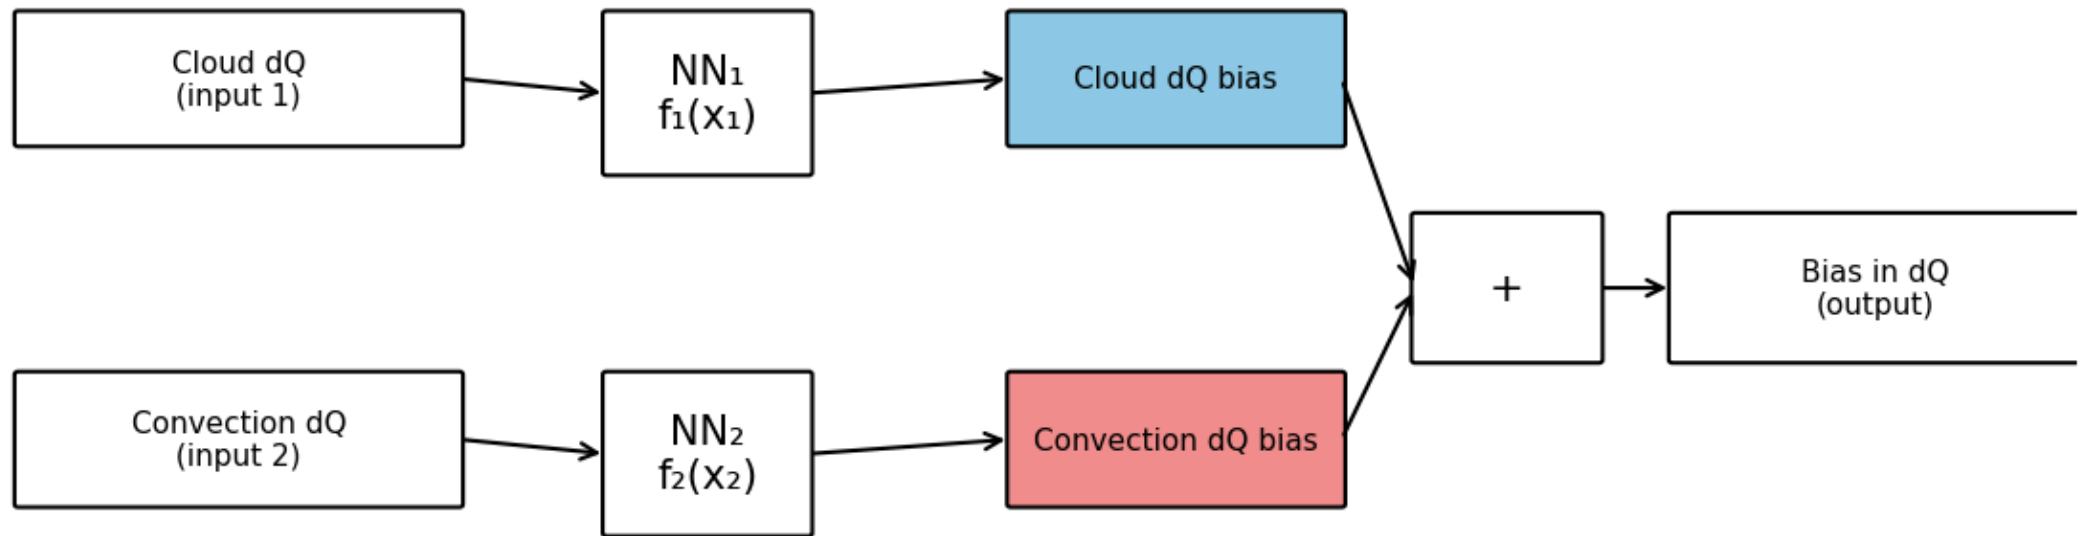 Cloud dQ
(input 1)
NN₁
f₁(x₁)
Cloud dQ bias
+
Bias in dQ
(output)
Convection dQ
(input 2)
NN₂
f₂(x₂)
Convection dQ bias